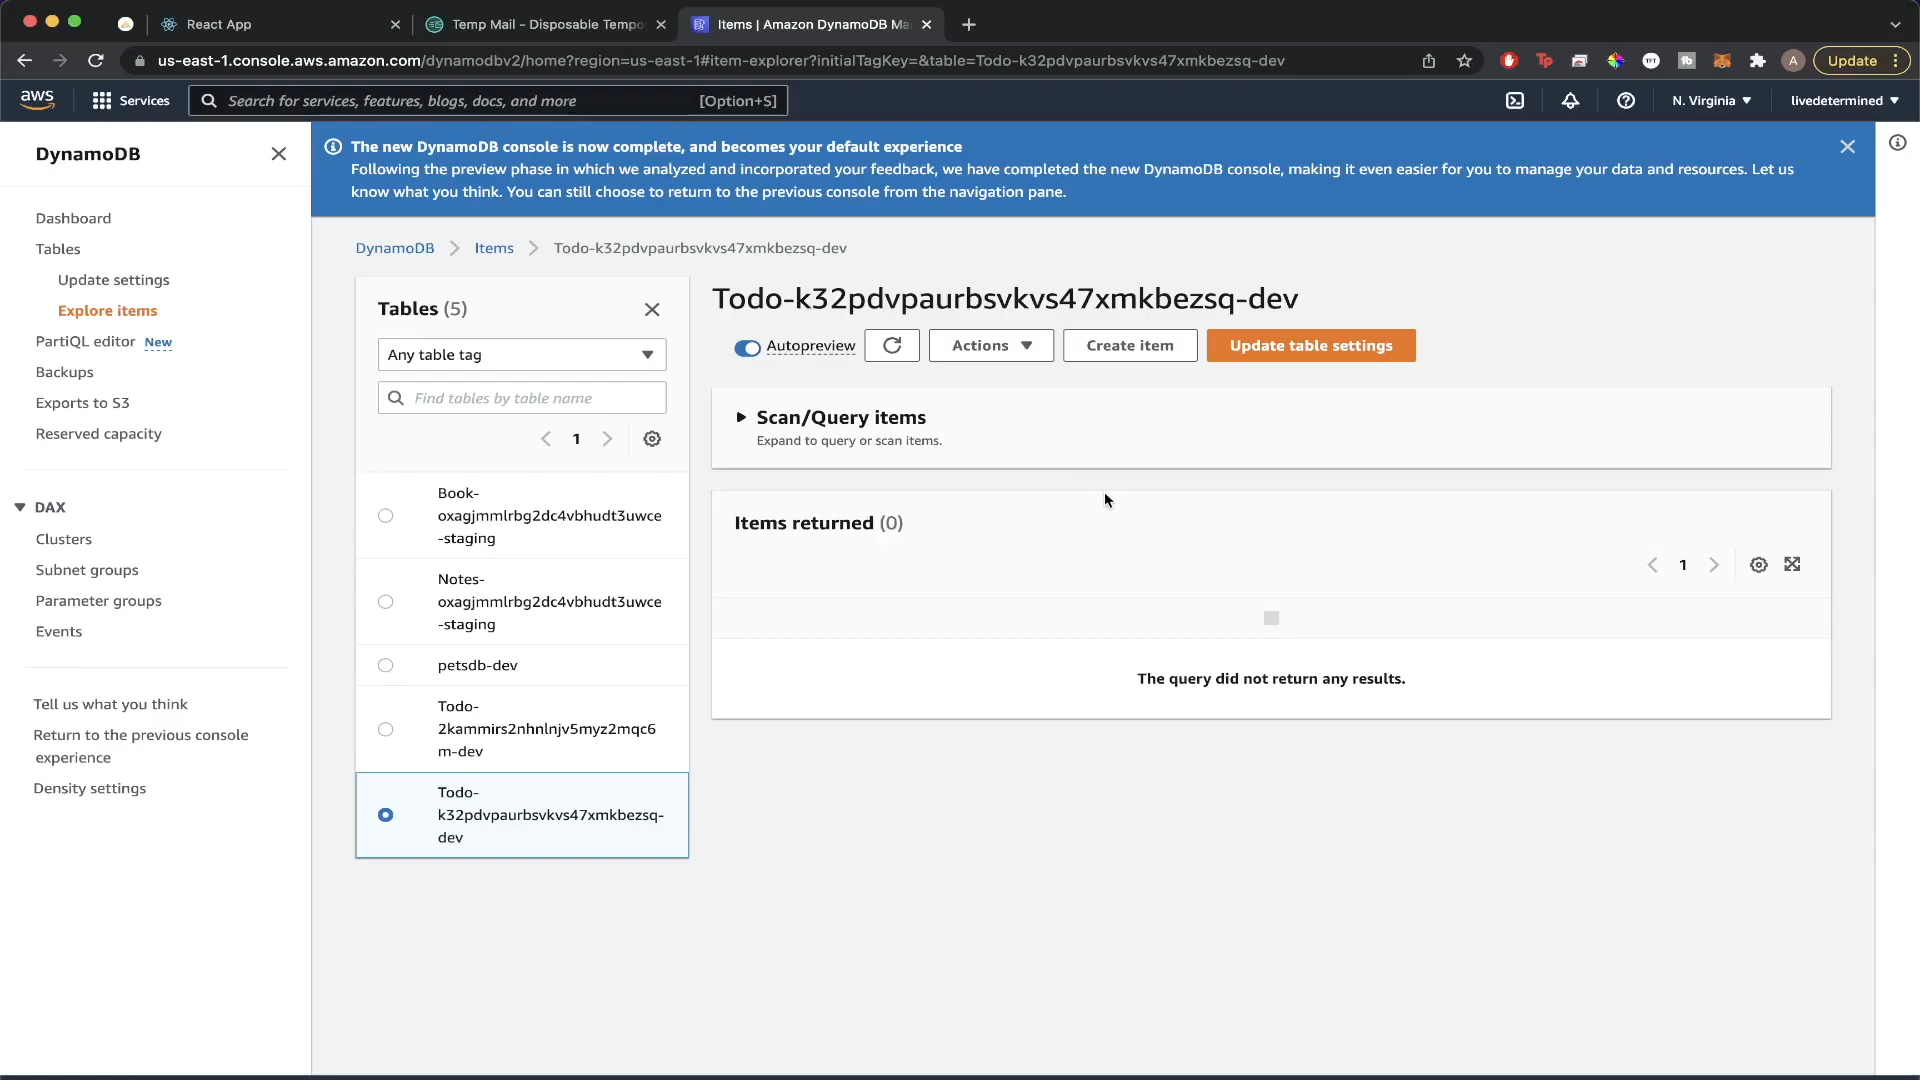 React App
Temp Mail - Disposable Tempo
Items | Amazon DynamoDB Ma
us-east-1.console.aws.amazon.com/dynamodbv2/home?region=us-east-1#item-explorer?initialTagKey=&table=Todo-k32pdvpaurbsvkvs47xmkbezsq-dev
Tp
TFT
tb
A
Update
aws
Services
Search for services, features, blogs, docs, and more
[Option+S]
N. Virginia
livedetermined
DynamoDB
Dashboard
Tables
Update settings
Explore items
PartiQL editor New
Backups
Exports to S3
Reserved capacity
DAX
Clusters
Subnet groups
Parameter groups
Events
Tell us what you think
Return to the previous console
experience
Density settings
The new DynamoDB console is now complete, and becomes your default experience
Following the preview phase in which we analyzed and incorporated your feedback, we have completed the new DynamoDB console, making it even easier for you to manage your data and resources. Let us
know what you think. You can still choose to return to the previous console from the navigation pane.
DynamoDB
Items
Todo-k32pdvpaurbsvkvs47xmkbezsq-dev
Tables (5)
Any table tag
Find tables by table name
1
Book-
oxagjmmlrbg2dc4vbhudt3uwce
-staging
Notes-
oxagjmmlrbg2dc4vbhudt3uwce
-staging
petsdb-dev
Todo-
2kammirs2nhnlnjv5myz2mqc6
m-dev
Todo-
k32pdvpaurbsvkvs47xmkbezsq-
dev
Todo-k32pdvpaurbsvkvs47xmkbezsq-dev
Autopreview
Actions
Create item
Update table settings
Scan/Query items
Expand to query or scan items.
Items returned (0)
1
The query did not return any results.